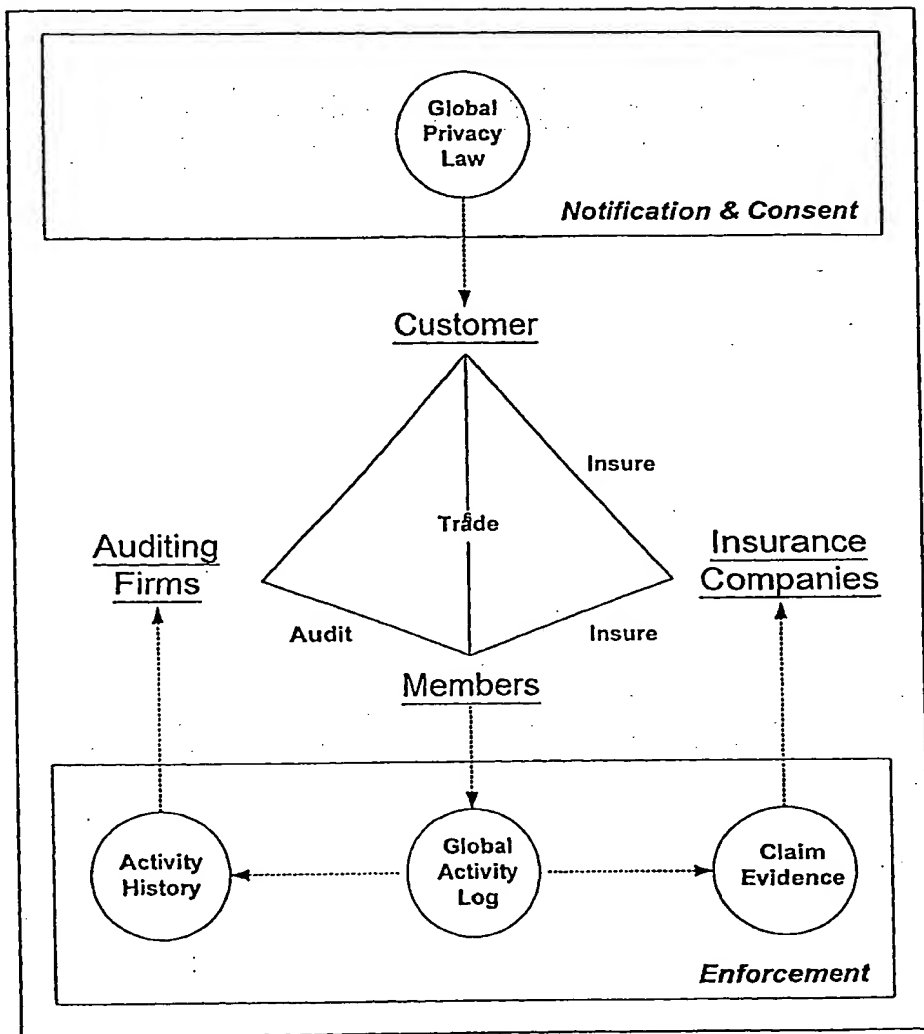 Global
Privacy
Law
Notification & Consent
Customer
Insure
Trade
Auditing
Firms
Insurance
Companies
Audit
Insure
Members
Activity
History
Global
Activity
Log
Claim
Evidence
Enforcement